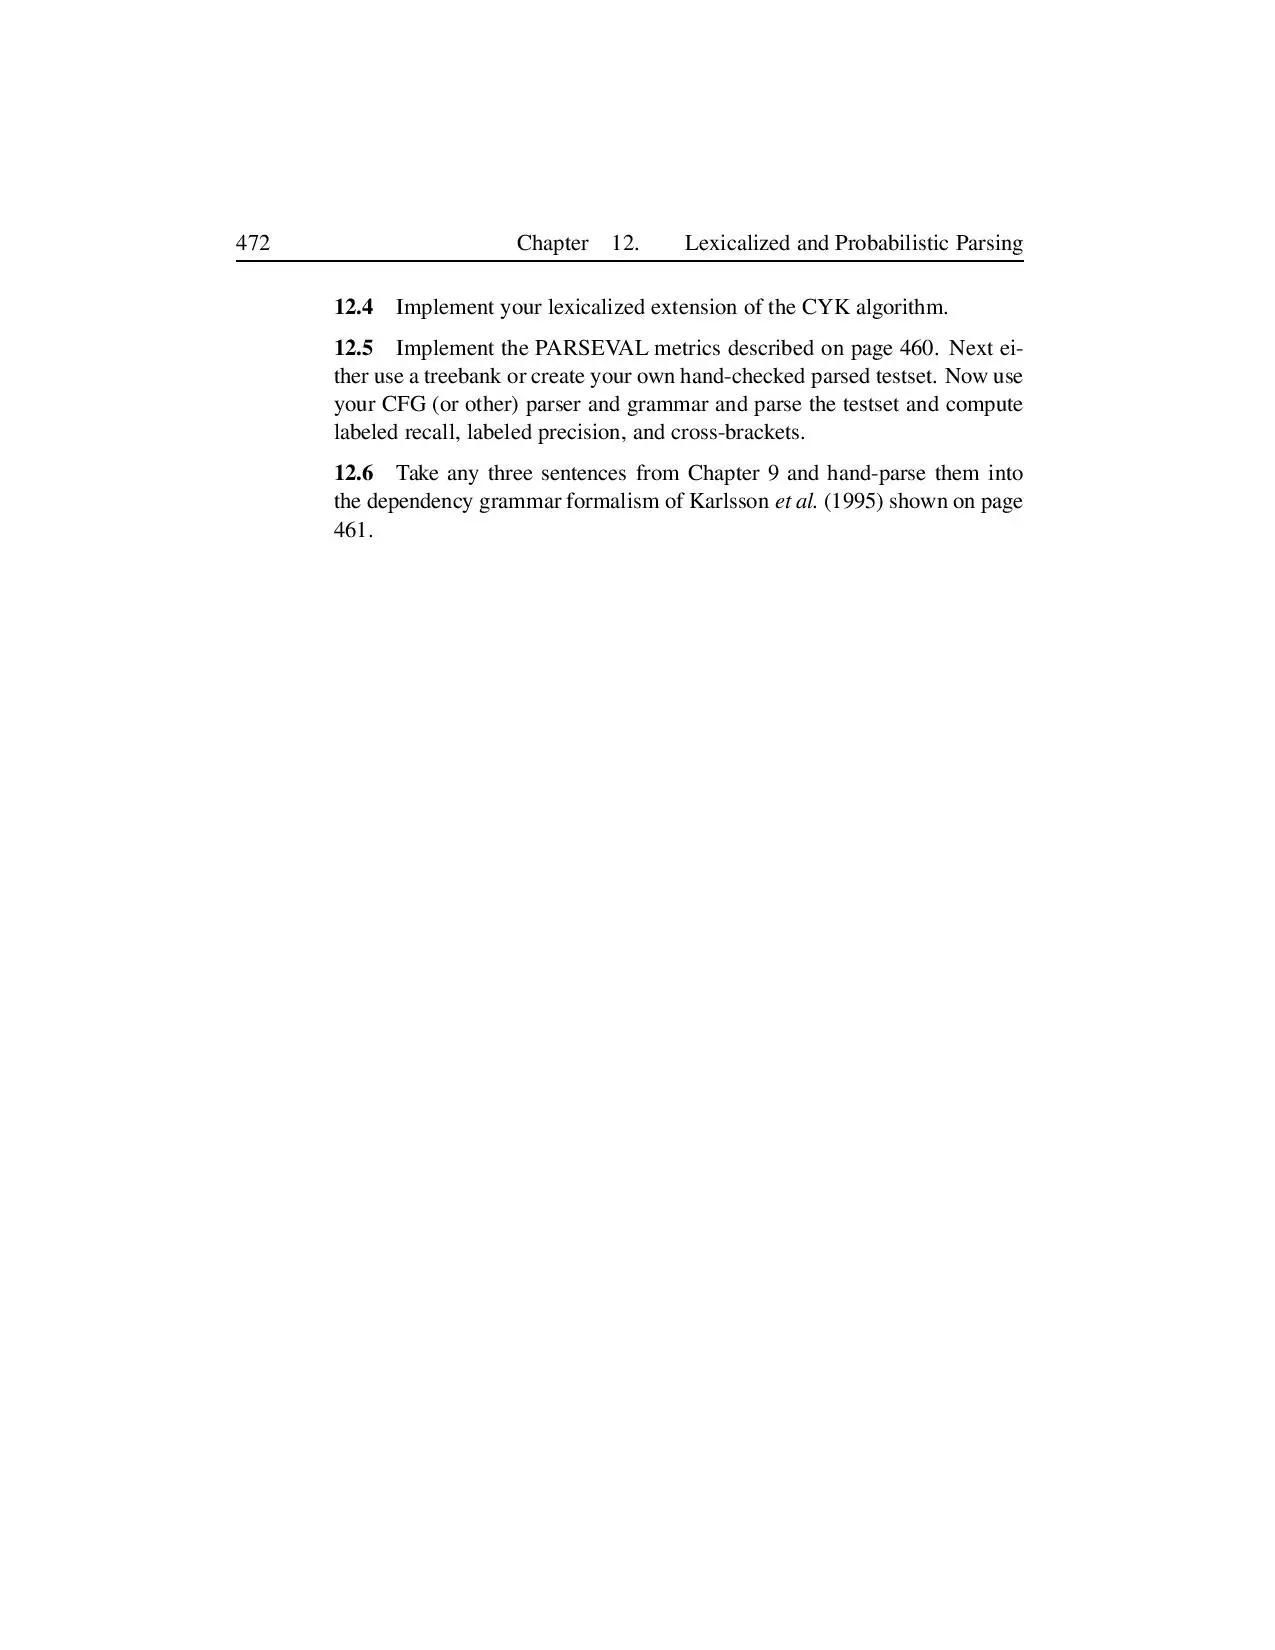 472 Chapter 12. Lexicalized and Probabilistic Parsing
12.4 Implement your lexicalized extension of the CYK algorithm.
12.5 Implement the PARSEVAL metrics described on page 460. Next ei-
ther use a treebank or create your own hand-checked parsed testset. Now use
your CFG (or other) parser and grammar and parse the testset and compute
labeled recall, labeled precision, and cross-brackets.
12.6 Take any three sentences from Chapter 9 and hand-parse them into
the dependency grammar formalism of Karlsson et al. (1995) shown on page
461.